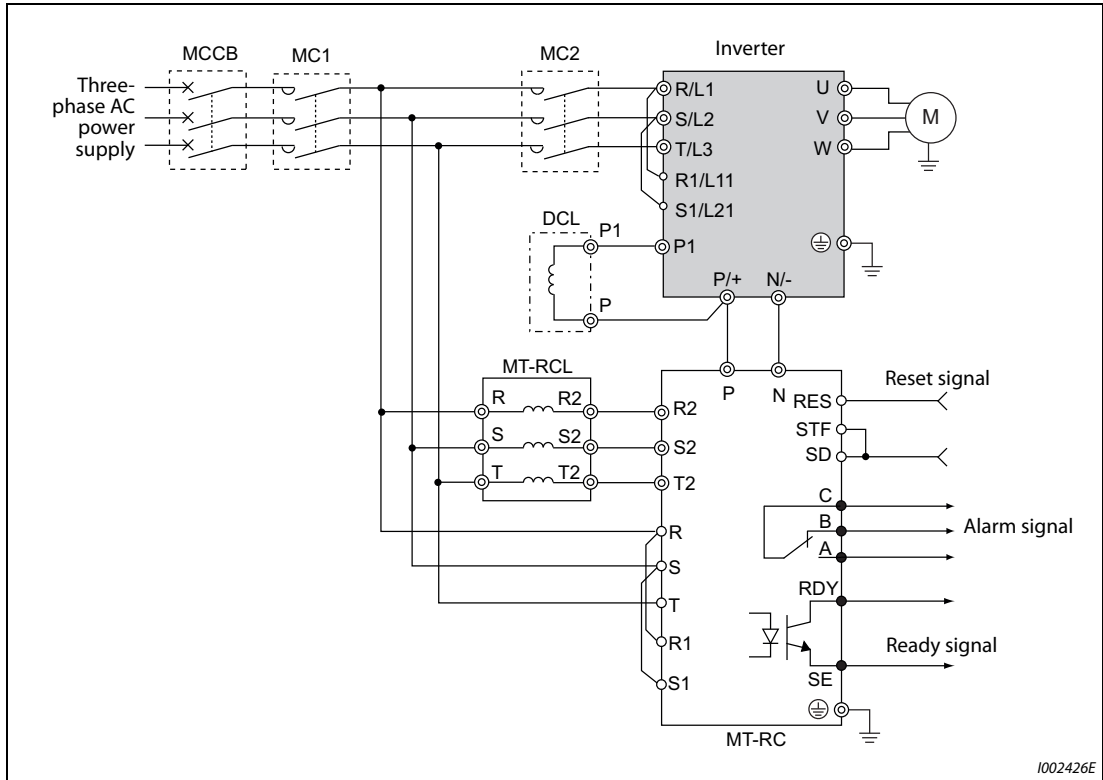 MCCB MC1 MC2 Inverter
Three-
phase AC
power
supply
R/L1 U
S/L2 V M
T/L3 W
R1/L11
S1/L21
DCL
P1 P1
P/+ N/-
P
MT-RCL
P N
Reset signal
RES
R R2 R2
STF
S S2 S2
SD
T T2 T2
C
B Alarm signal
A
R
S
T
RDY
R1
Ready signal
SE
S1
MT-RC
I002426E